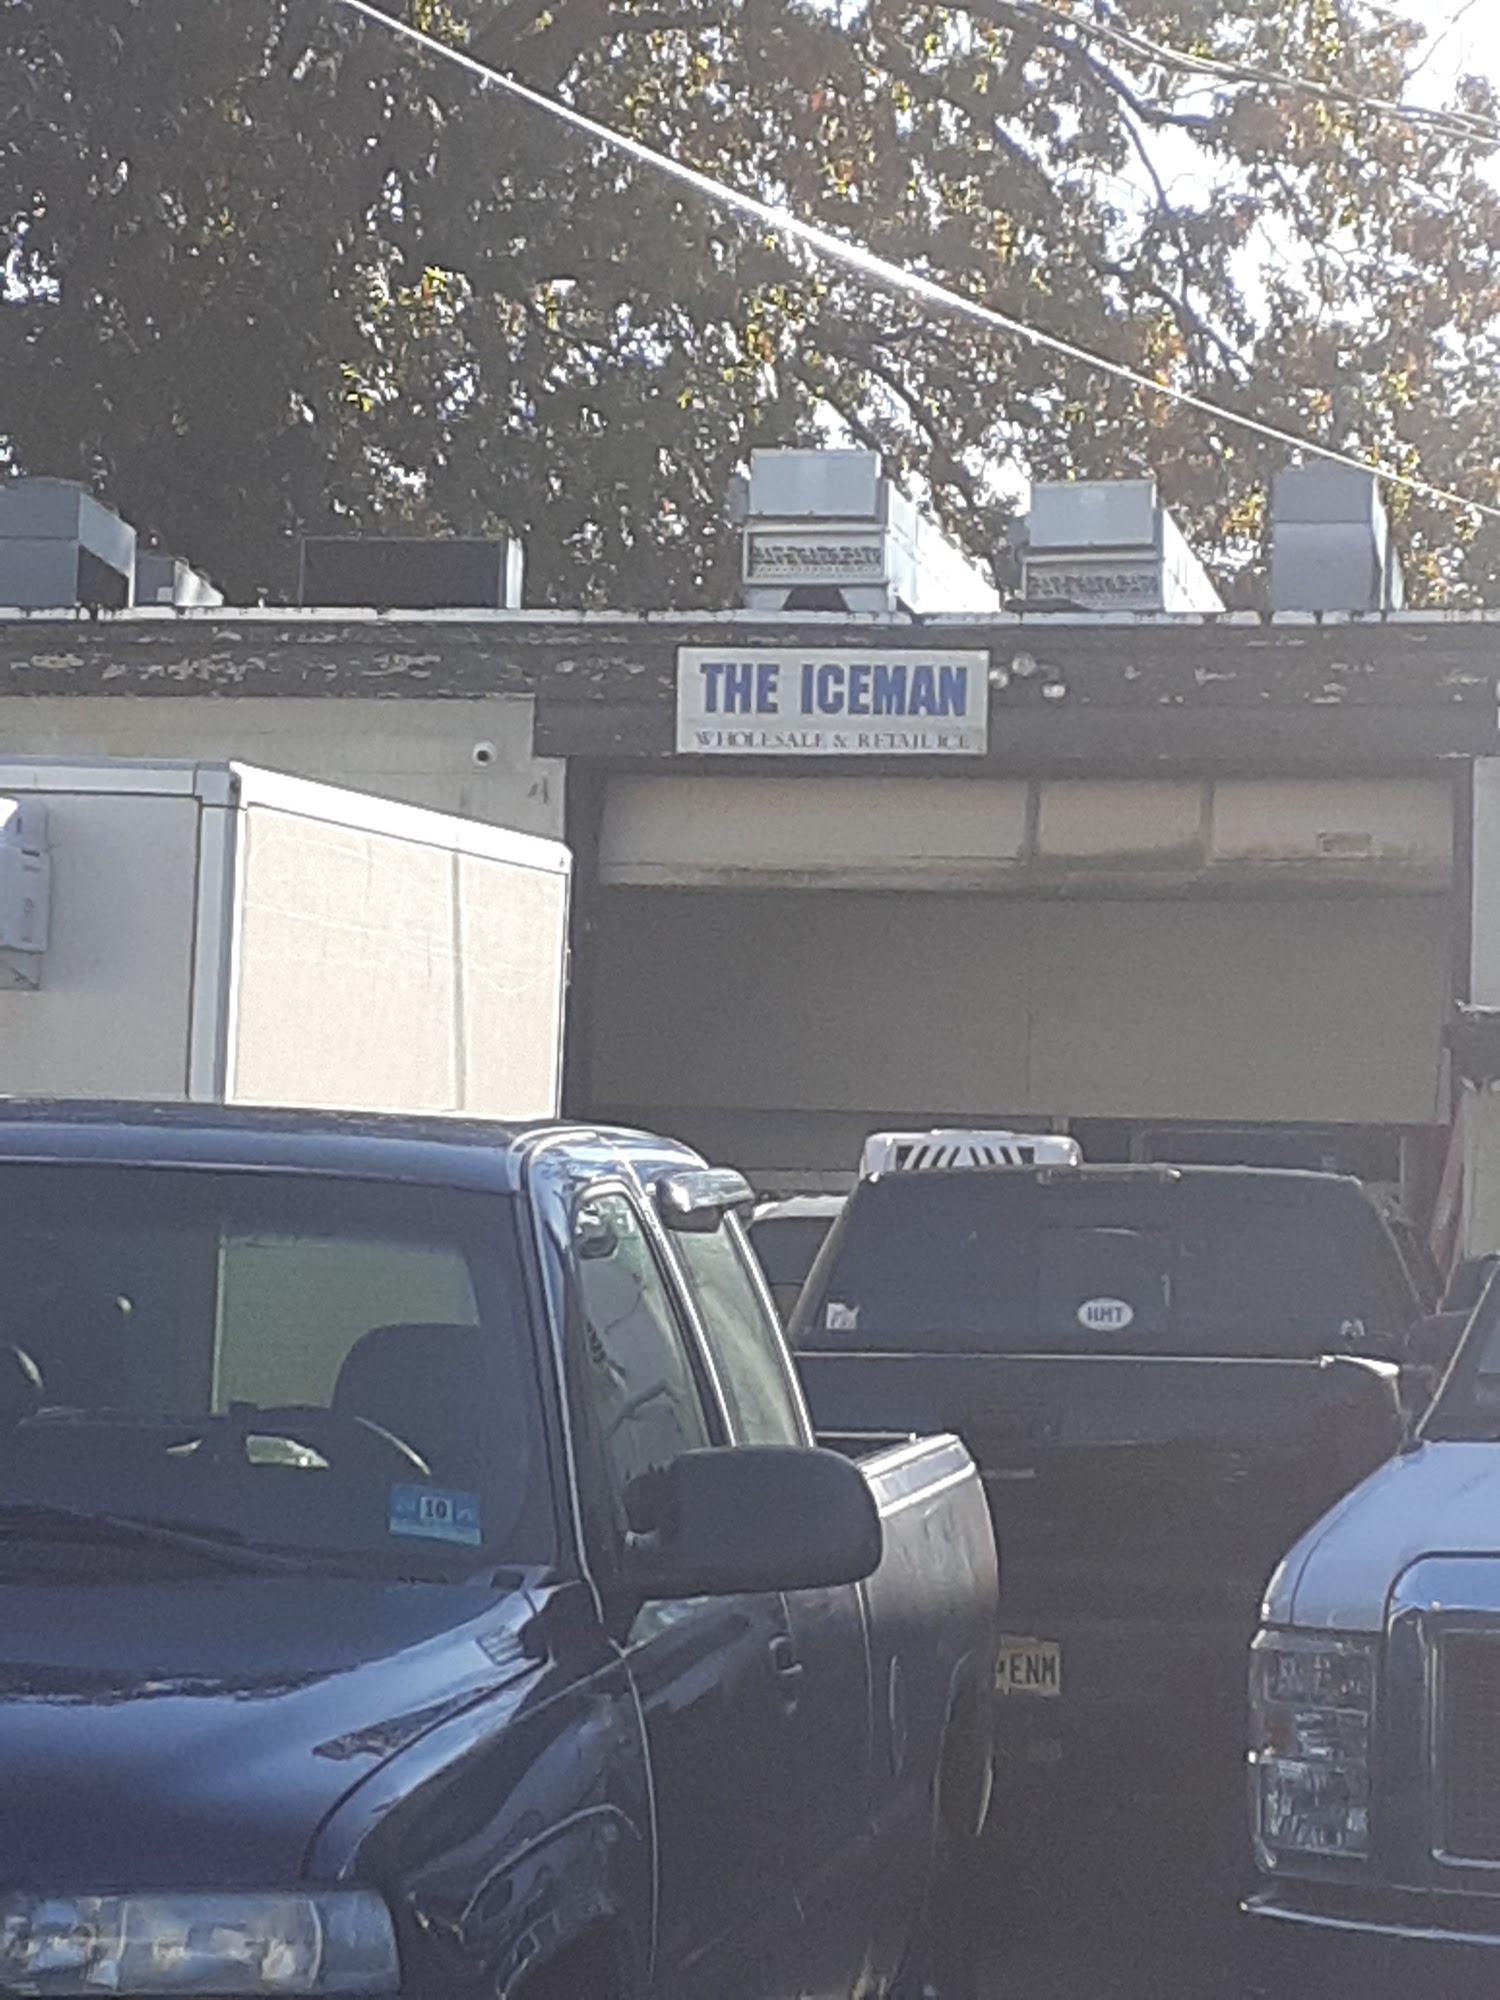 THE ICEMAN
WHOLESALE & RETAIL ICE
HMT
10
ENM